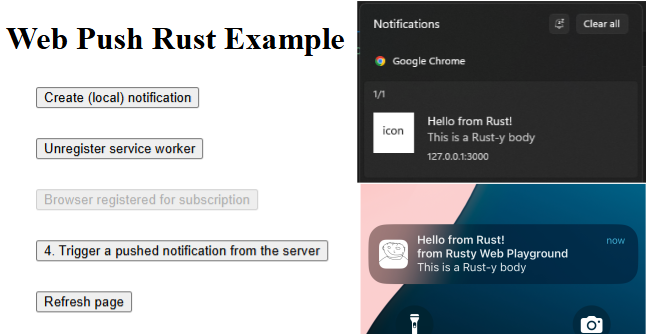 Web Push Rust Example
Create (local) notification
Unregister service worker
Browser registered for subscription
4. Trigger a pushed notification from the server
Refresh page
Notifications
Clear all
Google Chrome
1/1
icon
Hello from Rust!
This is a Rust-y body
127.0.0.1:3000
Hello from Rust!
now
from Rusty Web Playground
This is a Rust-y body